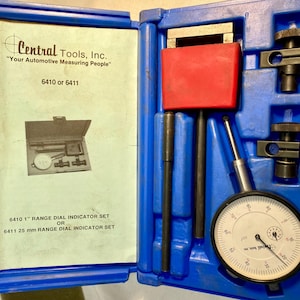 Central Tools, Inc.
"Your Automotive Measuring People"
6410 or 6411
6410 1" RANGE DIAL INDICATOR SET
OR
6411 25 mm RANGE DIAL INDICATOR SET